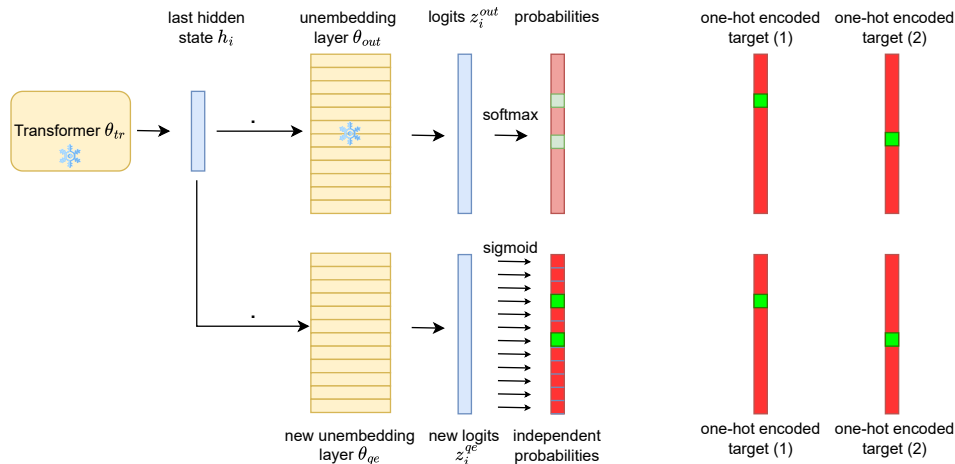 last hidden
state h_i
unembedding
layer θ_out
logits z_i^out
probabilities
one-hot encoded
target (1)
one-hot encoded
target (2)
Transformer θ_tr
.
softmax
.
sigmoid
new unembedding
layer θ_qe
new logits
z_i^qe
independent
probabilities
one-hot encoded
target (1)
one-hot encoded
target (2)